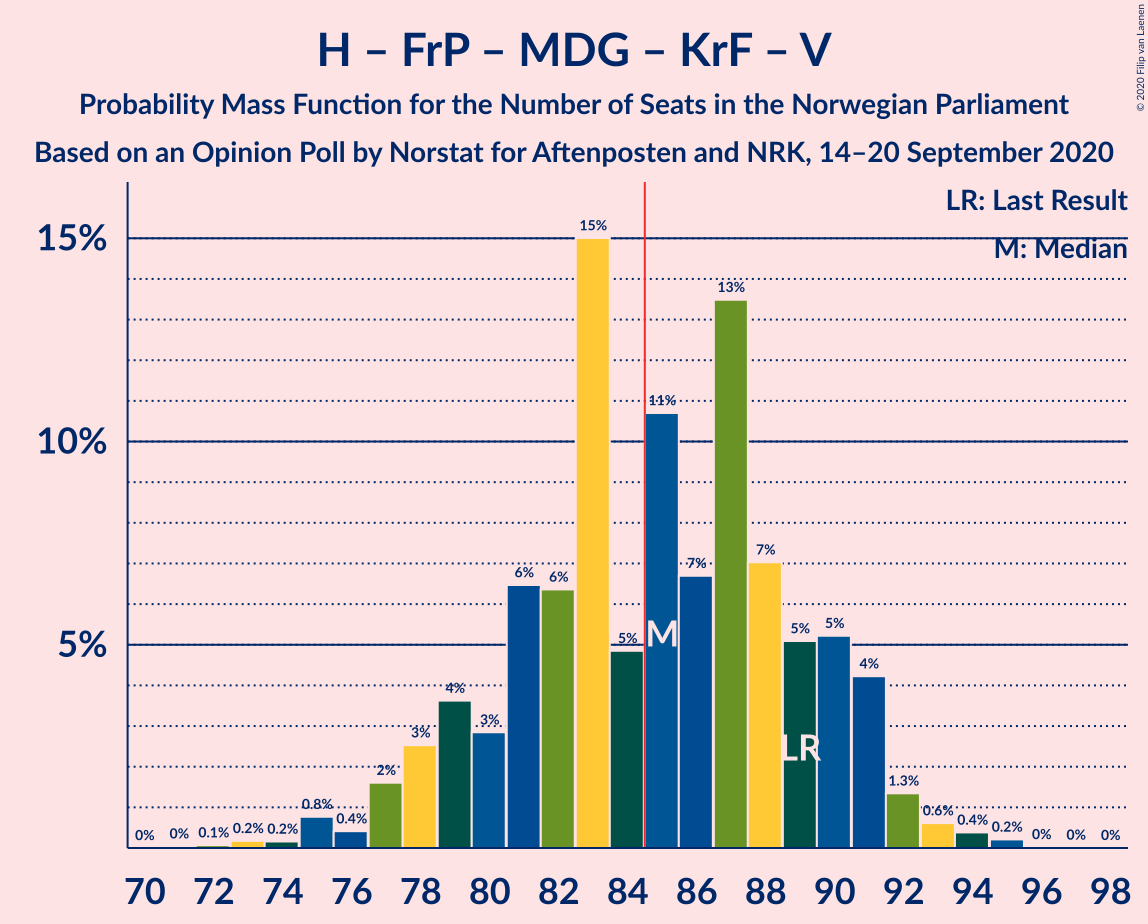 H – FrP – MDG – KrF – V
Probability Mass Function for the Number of Seats in the Norwegian Parliament
Based on an Opinion Poll by Norstat for Aftenposten and NRK, 14–20 September 2020
© 2020 Filip van Laenen
LR: Last Result
M: Median
15%
10%
5%
0% 0% 0.1% 0.2% 0.2% 0.8% 0.4% 2% 3% 4% 3% 6% 6% 15% 5% 11% 7% 13% 7% 5% 5% 4% 1.3% 0.6% 0.4% 0.2% 0% 0% 0%
M
LR
70 72 74 76 78 80 82 84 86 88 90 92 94 96 98